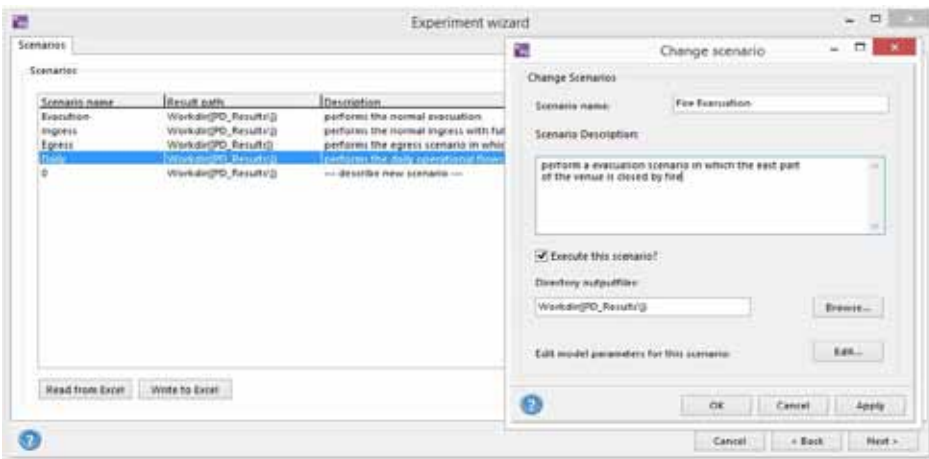 Experiment wizard
Scenarios
Scenarios
Scenario name Result path Description
Execution Workdir([PD_Results\]) performs the normal evacuation
Ingress Workdir([PD_Results\]) performs the normal ingress with ful
Egress Workdir([PD_Results\]) performs the egress scenario in whic
Daily Workdir([PD_Results\]) performs the daily operational flows
0 Workdir([PD_Results\]) --- describe new scenario ---
Read from Excel Write to Excel
Change scenario
Change Scenarios
Scenario name: Fire Evacuation
Scenario Description:
perform a evacuation scenario in which the east part
of the venue is closed by fire
Execute this scenario?
Directory outputfiles:
Workdir([PD_Results\]) Browse...
Edit model parameters for this scenario: Edit...
? OK Cancel Apply
? Cancel < Back Next >